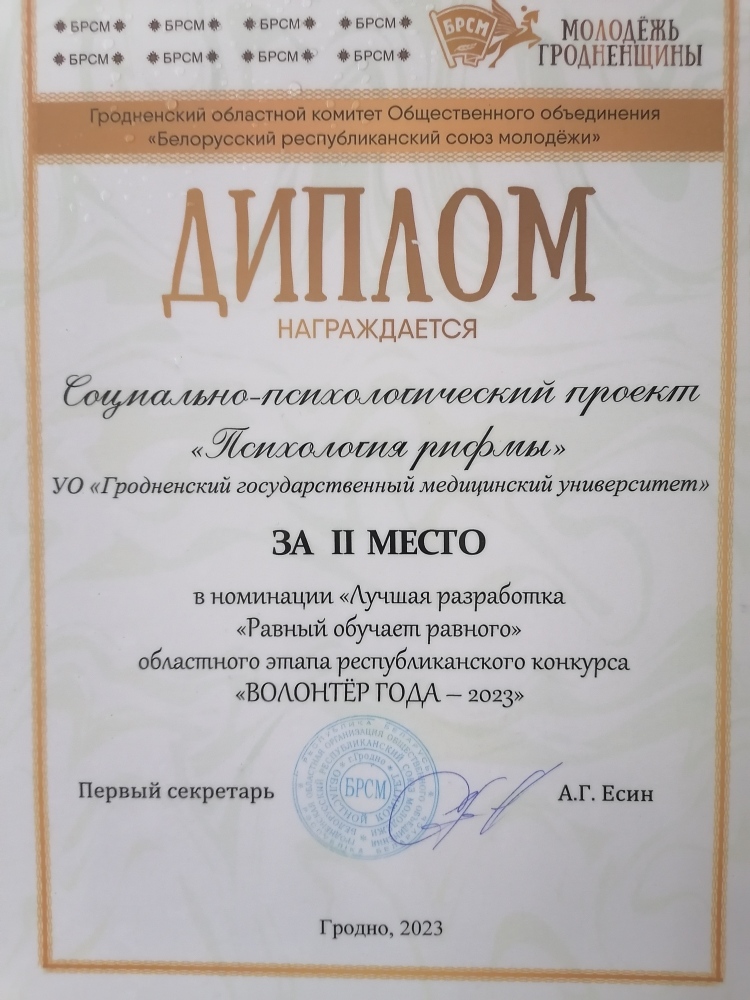 БРСМ БРСМ БРСМ БРСМ
БРСМ БРСМ БРСМ БРСМ
БРСМ
МОЛОДЁЖЬ
ГРОДНЕНЩИНЫ
Гродненский областной комитет Общественного объединения
«Белорусский республиканский союз молодёжи»
ДИПЛОМ
НАГРАЖДАЕТСЯ
Социально-психологический проект
«Психология рифмы»
УО «Гродненский государственный медицинский университет»
ЗА II МЕСТО
в номинации «Лучшая разработка
«Равный обучает равного»
областного этапа республиканского конкурса
«ВОЛОНТЁР ГОДА – 2023»
Первый секретарь
г.Гродно
БРСМ
А.Г. Есин
Гродно, 2023